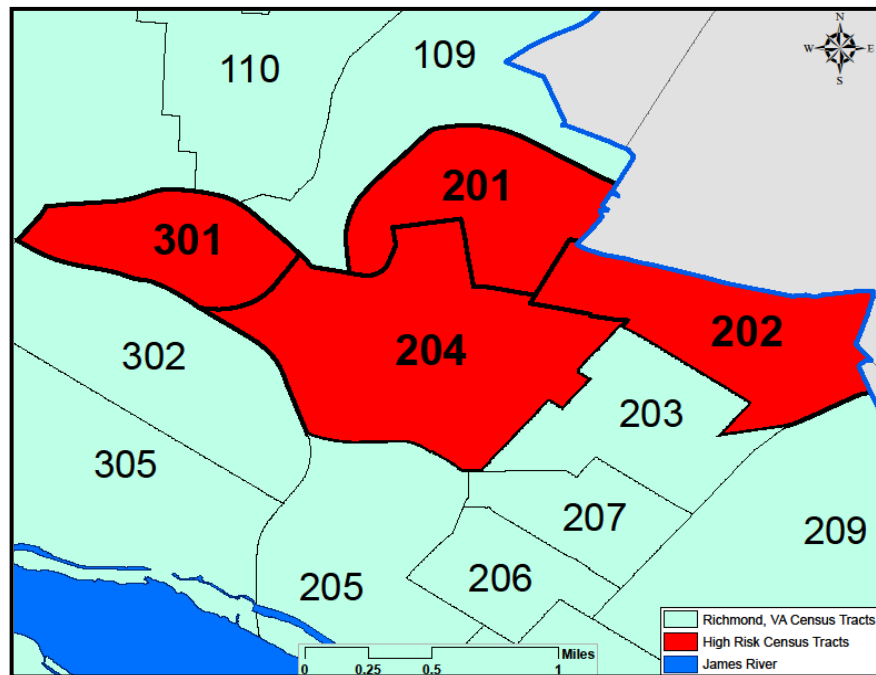 N
W E
S
110
109
201
301
202
204
302
203
305
207
209
206
205
Richmond, VA Census Tracts
High Risk Census Tracts
James River
Miles
0 0.25 0.5 1